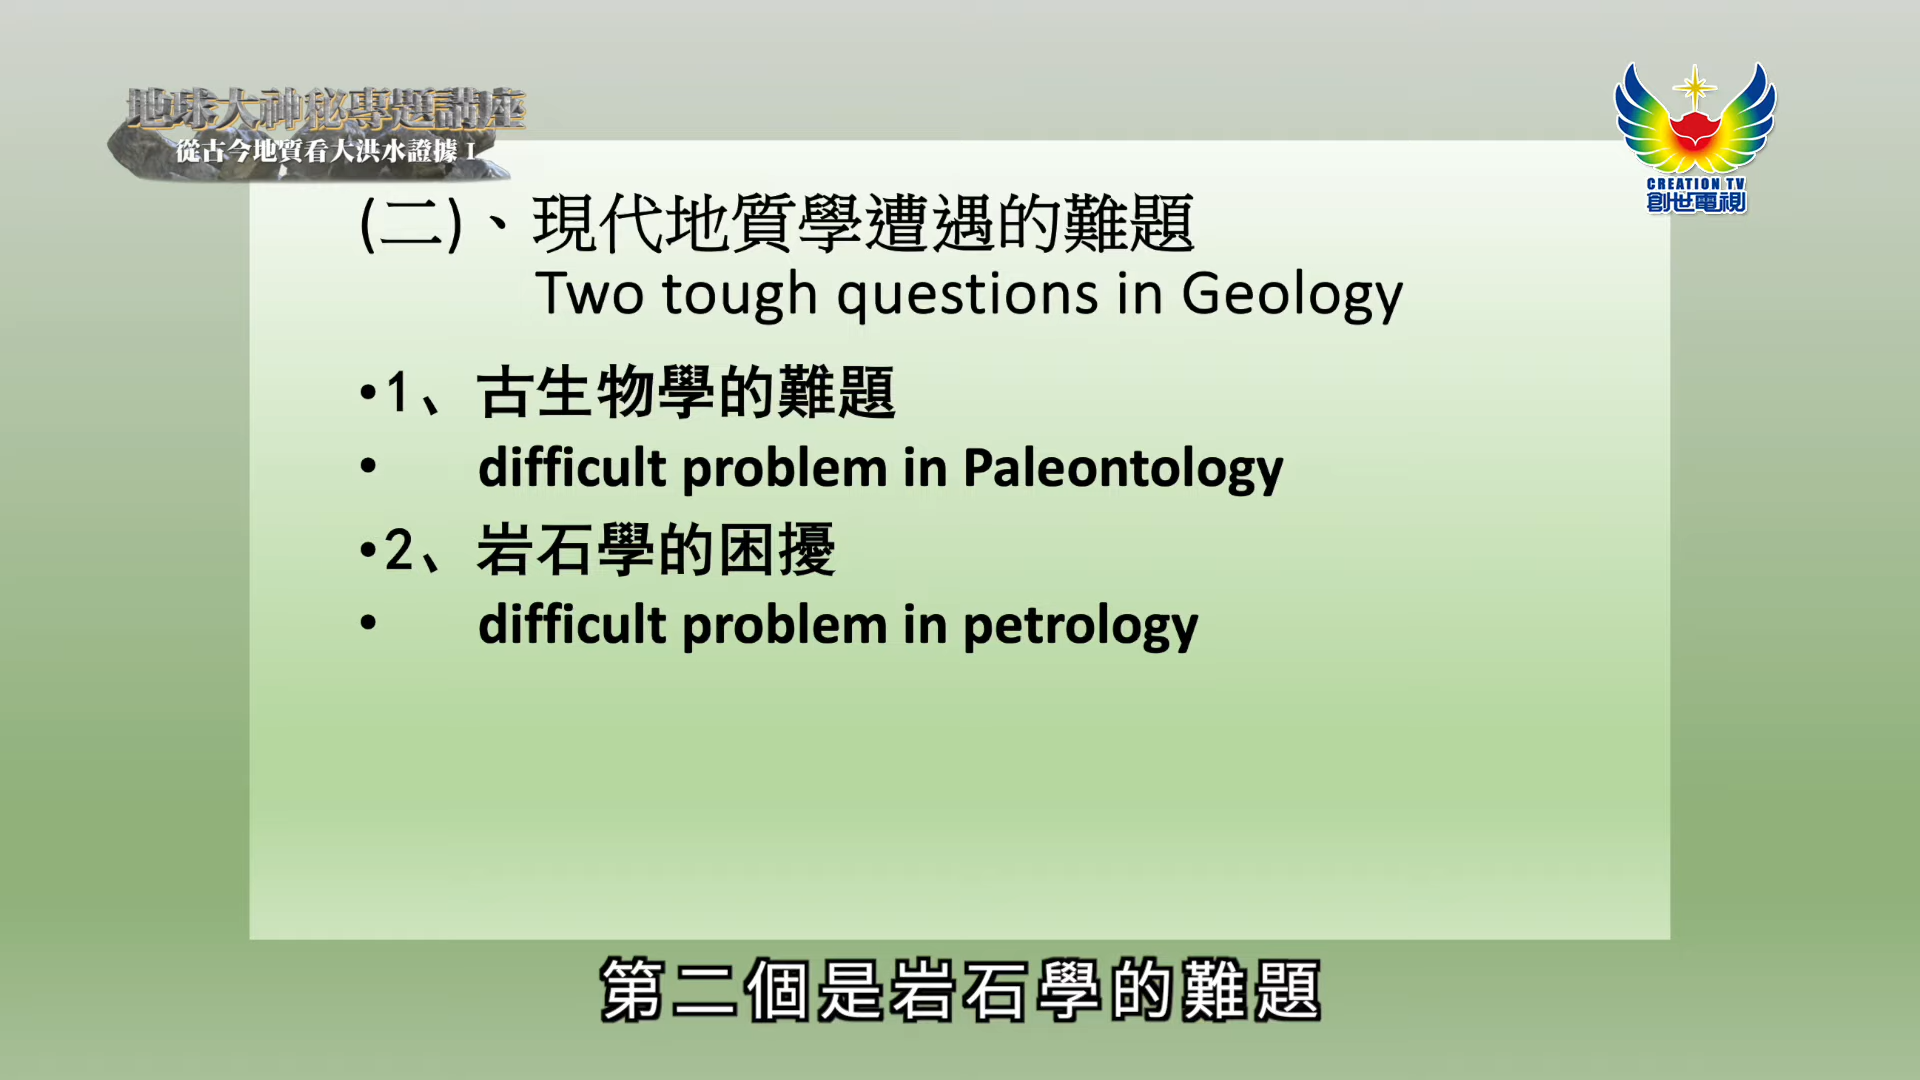 地球大神秘專題講座
從古今地質看大洪水證據 I
CREATION TV
創世電視
(二)、現代地質學遭遇的難題
Two tough questions in Geology
•1、古生物學的難題
• difficult problem in Paleontology
•2、岩石學的困擾
• difficult problem in petrology
第二個是岩石學的難題